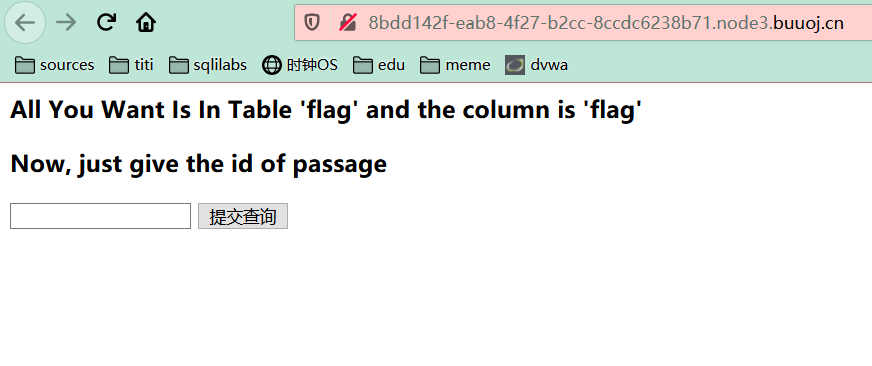 8bdd142f-eab8-4f27-b2cc-8ccdc6238b71.node3.buuoj.cn
sources titi sqlilabs 时钟OS edu meme dvwa
All You Want Is In Table 'flag' and the column is 'flag'
Now, just give the id of passage
提交查询